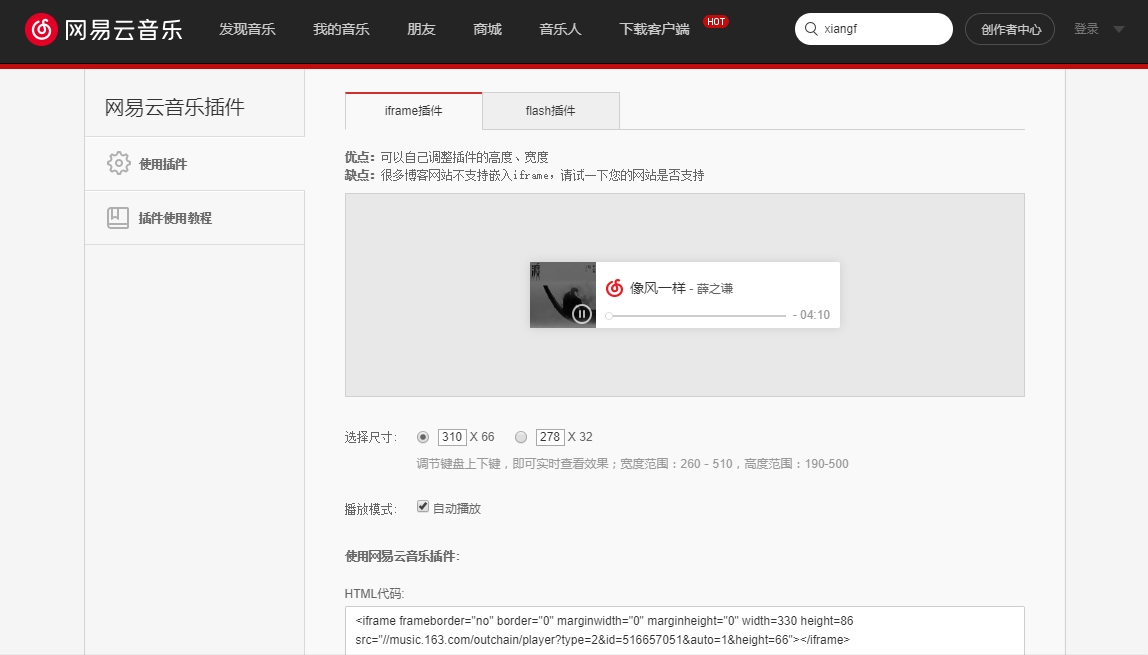 网易云音乐
发现音乐 我的音乐 朋友 商城 音乐人 下载客户端 HOT
xiangf
创作者中心
登录
网易云音乐插件
使用插件
插件使用教程
iframe插件
flash插件
优点：可以自己调整插件的高度、宽度
缺点：很多博客网站不支持嵌入iframe，请试一下您的网站是否支持
像风一样 - 薛之谦
- 04:10
选择尺寸： 310 X 66 278 X 32
调节键盘上下键，即可实时查看效果；宽度范围：260 - 510，高度范围：190-500
播放模式： 自动播放
使用网易云音乐插件：
HTML代码:
<iframe frameborder="no" border="0" marginwidth="0" marginheight="0" width=330 height=86
src="//music.163.com/outchain/player?type=2&id=516657051&auto=1&height=66"></iframe>